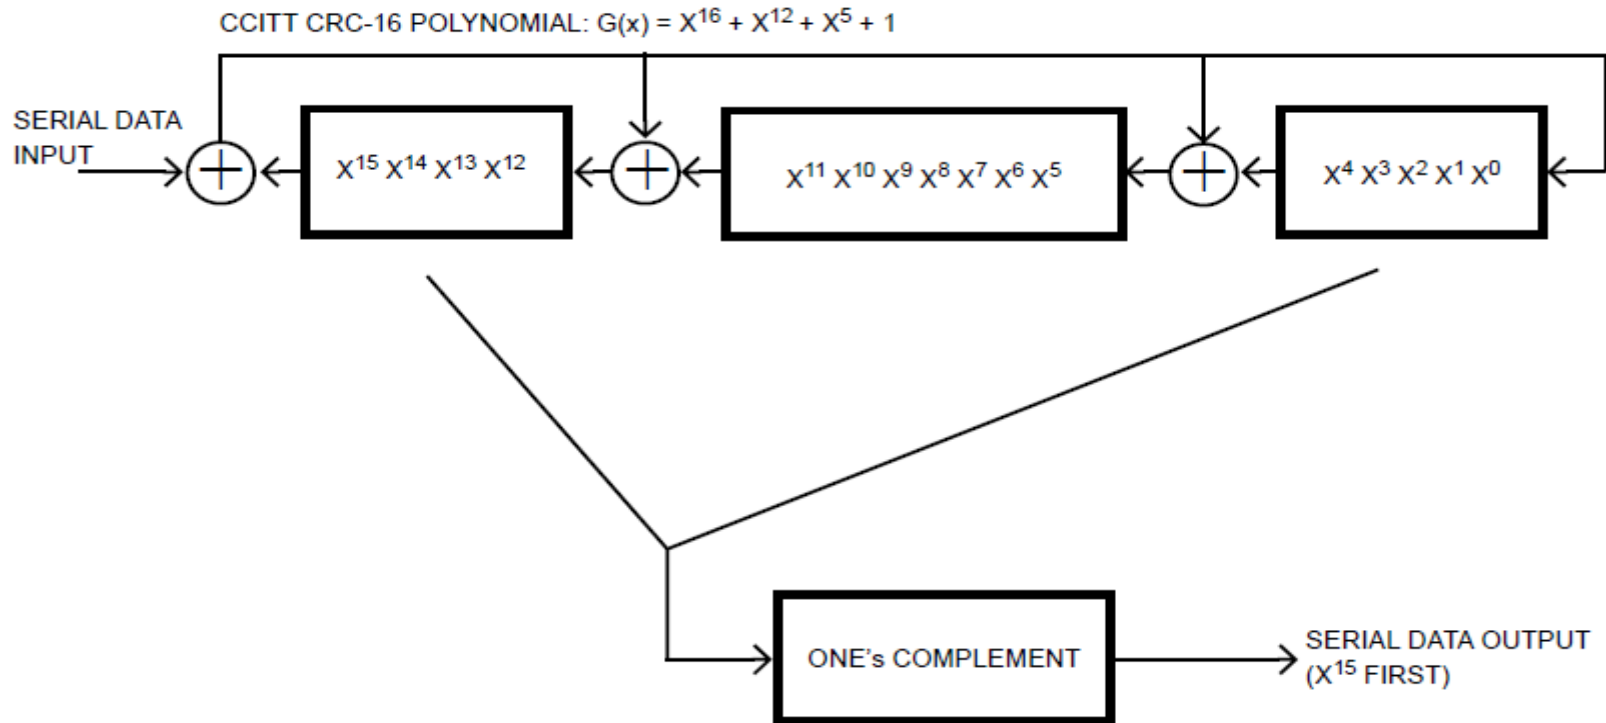 CCITT CRC-16 POLYNOMIAL: G(x) = X¹⁶ + X¹² + X⁵ + 1
SERIAL DATA
INPUT
+
X¹⁵ X¹⁴ X¹³ X¹²
+
X¹¹ X¹⁰ X⁹ X⁸ X⁷ X⁶ X⁵
+
X⁴ X³ X² X¹ X⁰
ONE's COMPLEMENT
SERIAL DATA OUTPUT
(X¹⁵ FIRST)